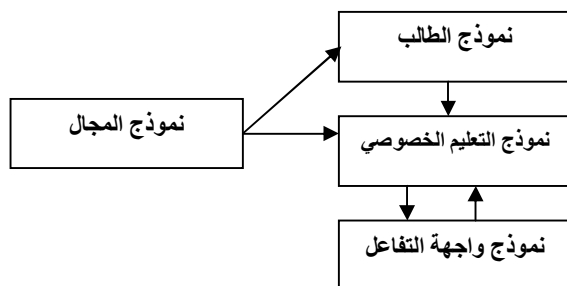 نموذج الطالب
نموذج المجال
نموذج التعليم الخصوصي
نموذج واجهة التفاعل